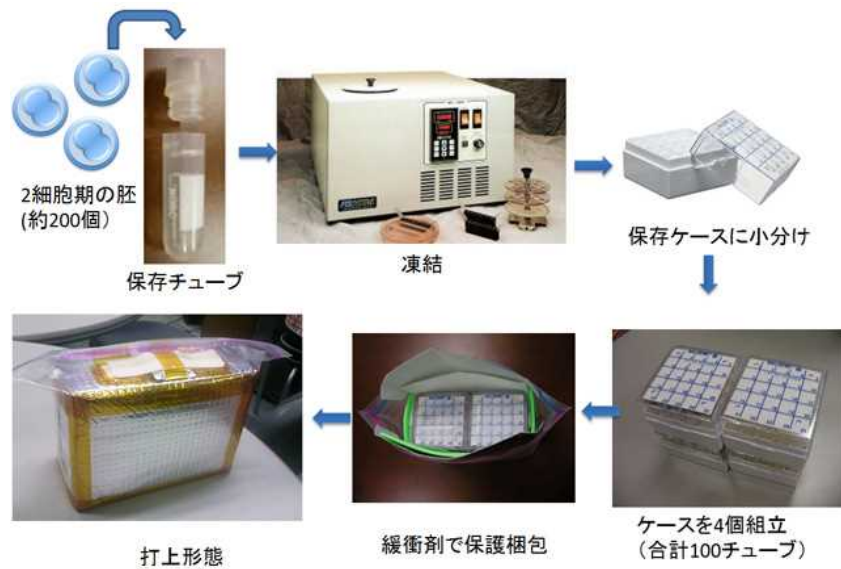 2細胞期の胚
(約200個)
保存チューブ
凍結
保存ケースに小分け
ケースを4個組立
(合計100チューブ)
緩衝剤で保護梱包
打上形態